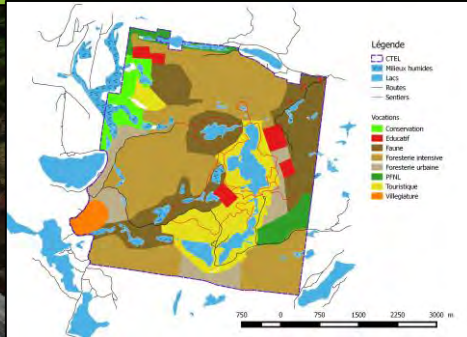 Légende
CTEL
Milieux humides
Lacs
Routes
Sentiers
Vocations
Conservation
Educatif
Faune
Foresterie intensive
Foresterie urbaine
PFNL
Touristique
Villegiature
750 0 750 1500 2250 3000 m